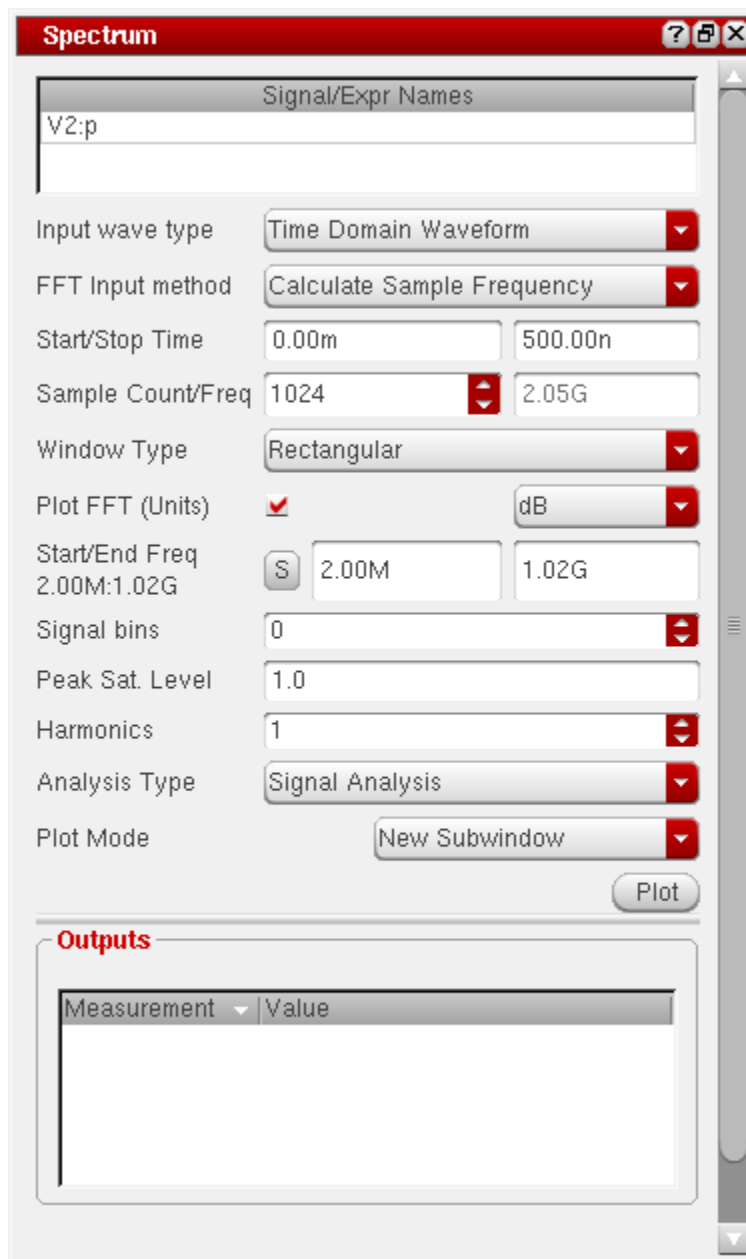 Spectrum
Signal/Expr Names
V2:p
Input wave type Time Domain Waveform
FFT Input method Calculate Sample Frequency
Start/Stop Time 0.00m 500.00n
Sample Count/Freq 1024 2.05G
Window Type Rectangular
Plot FFT (Units) dB
Start/End Freq
2.00M:1.02G S 2.00M 1.02G
Signal bins 0
Peak Sat. Level 1.0
Harmonics 1
Analysis Type Signal Analysis
Plot Mode New Subwindow
Plot
Outputs
Measurement Value